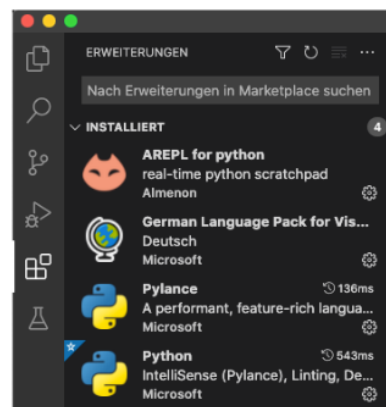 ERWEITERUNGEN
Nach Erweiterungen in Marketplace suchen
INSTALLIERT 4
AREPL for python
real-time python scratchpad
Almenon
German Language Pack for Vis...
Deutsch
Microsoft
Pylance 136ms
A performant, feature-rich langua...
Microsoft
Python 543ms
IntelliSense (Pylance), Linting, De...
Microsoft